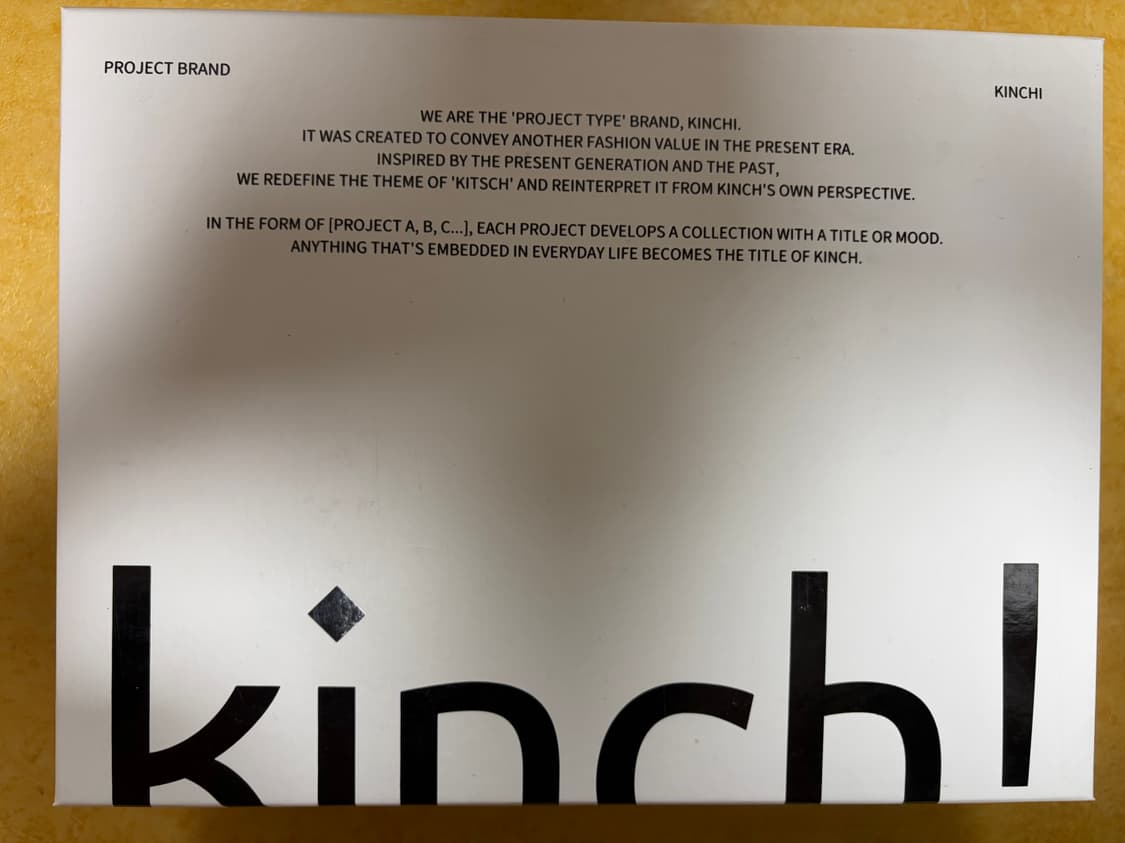 PROJECT BRAND
KINCHI
WE ARE THE 'PROJECT TYPE' BRAND, KINCHI.
IT WAS CREATED TO CONVEY ANOTHER FASHION VALUE IN THE PRESENT ERA.
INSPIRED BY THE PRESENT GENERATION AND THE PAST,
WE REDEFINE THE THEME OF 'KITSCH' AND REINTERPRET IT FROM KINCH'S OWN PERSPECTIVE.
IN THE FORM OF [PROJECT A, B, C...], EACH PROJECT DEVELOPS A COLLECTION WITH A TITLE OR MOOD.
ANYTHING THAT'S EMBEDDED IN EVERYDAY LIFE BECOMES THE TITLE OF KINCH.
kinch!